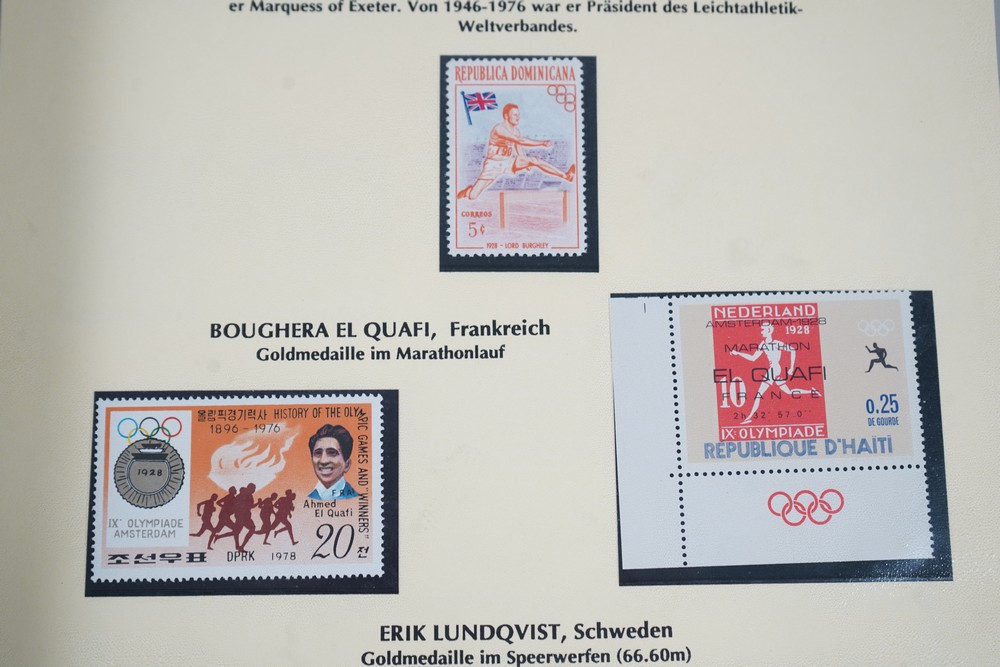 er Marquess of Exeter. Von 1946-1976 war er Präsident des Leichtathletik-
Weltverbandes.
REPUBLICA DOMINICANA
CORREOS
5¢
1928 - LORD BURGHLEY
BOUGHERA EL QUAFI, Frankreich
Goldmedaille im Marathonlauf
올림픽경기력사 HISTORY OF THE OLYMPIC GAMES AND "WINNERS"
1896 - 1976
1928
FRA
Ahmed
El Quafi
IXᵉ OLYMPIADE
AMSTERDAM
조선우표
DPRK 1978
20전
NEDERLAND
AMSTERDAM-1928
1928
MARATHON
EL QUAFI
10
FRANCE
2h 32' 57.0"
IXᵉ OLYMPIADE
0.25
DE GOURDE
REPUBLIQUE D'HAÏTI
ERIK LUNDQVIST, Schweden
Goldmedaille im Speerwerfen (66.60m)